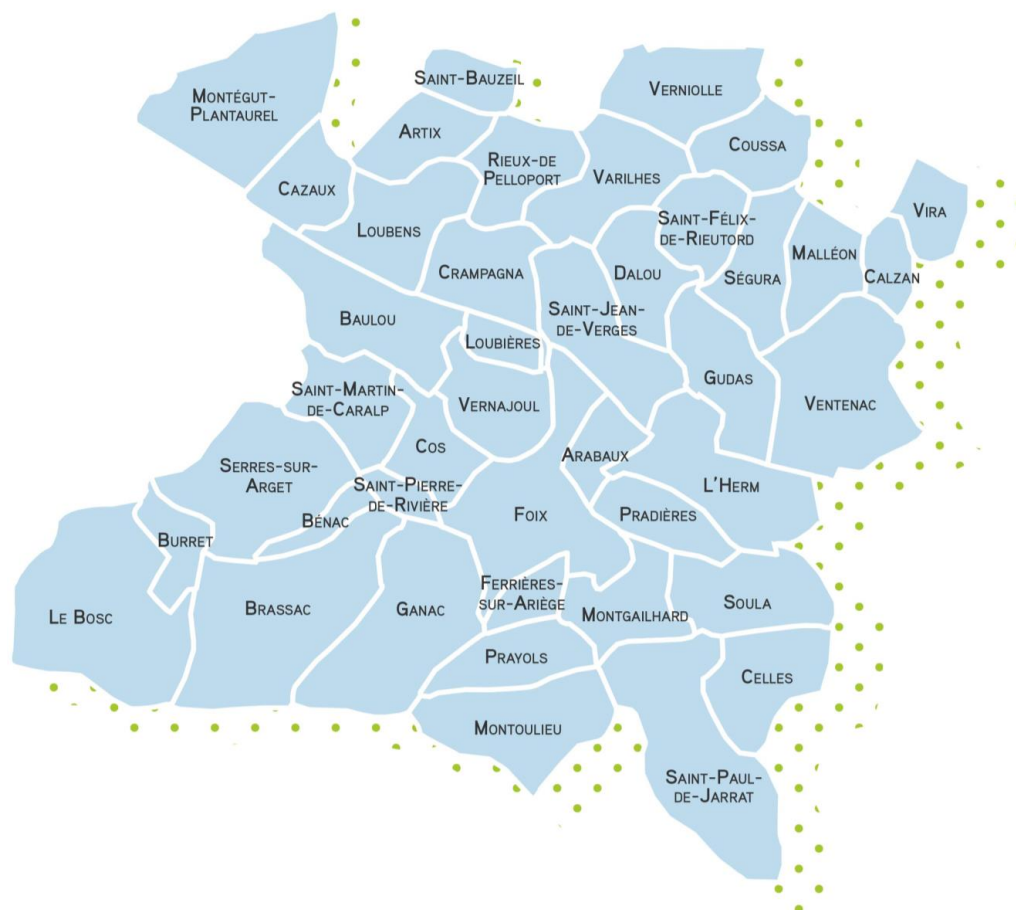 Saint-Bauzeil
Verniolle
Montégut-
Plantaurel
Artix
Coussa
Rieux-de
Pelloport
Varilhes
Cazaux
Vira
Saint-Félix-
de-Rieutord
Loubens
Malléon
Crampagna
Dalou
Ségura
Calzan
Saint-Jean-
de-Verges
Baulou
Loubières
Gudas
Saint-Martin-
de-Caralp
Vernajoul
Ventenac
Cos
Arabaux
Serres-sur-
Arget
Saint-Pierre-
de-Rivière
L'Herm
Bénac
Foix
Pradières
Burret
Ferrières-
sur-Ariège
Le Bosc
Brassac
Ganac
Montgailhard
Soula
Prayols
Celles
Montoulieu
Saint-Paul-
de-Jarrat